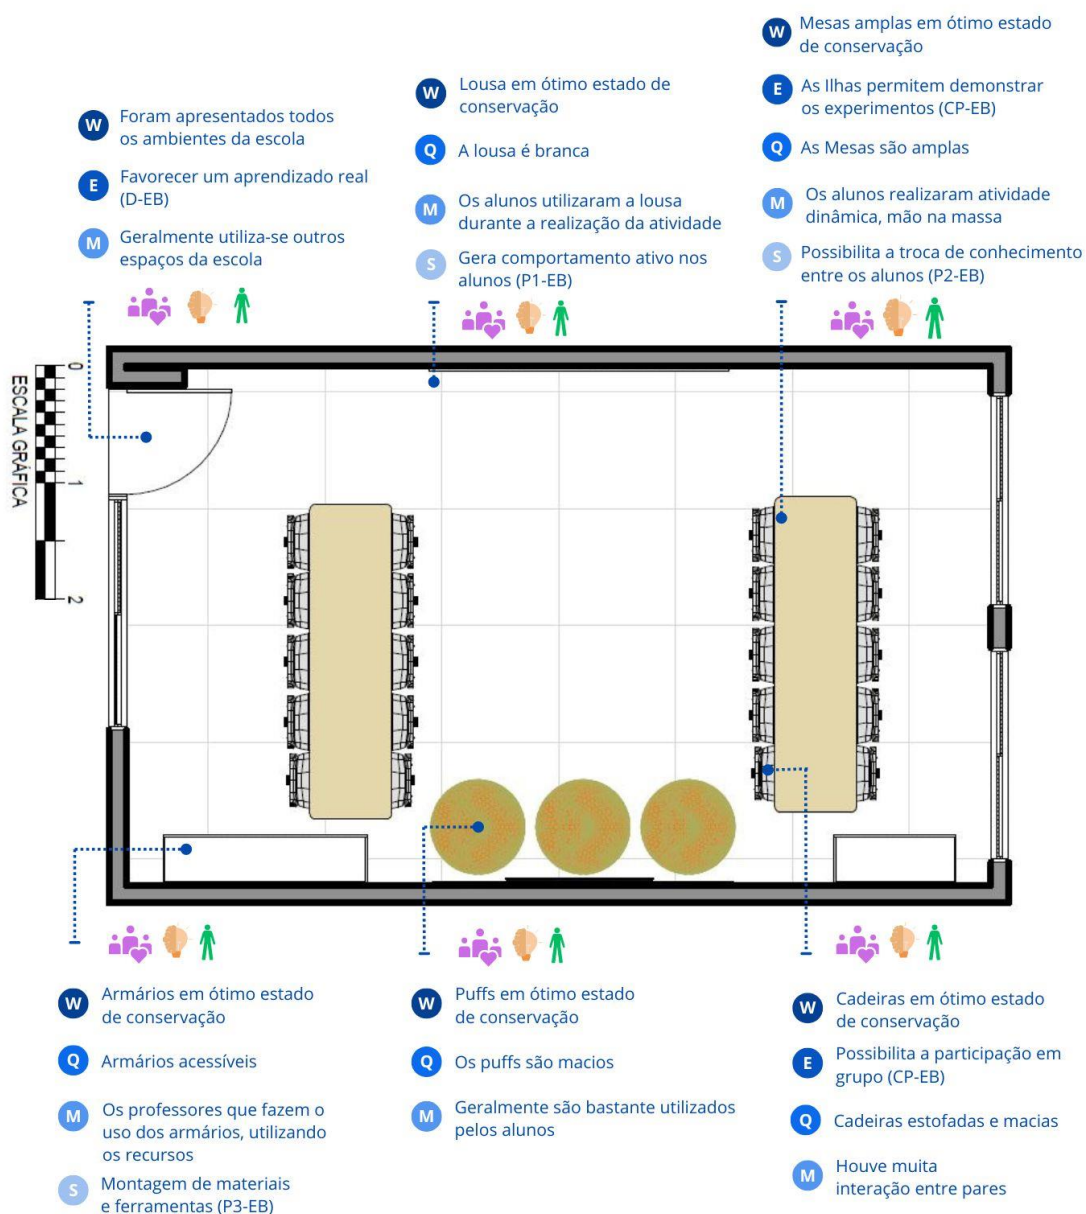 W Foram apresentados todos
os ambientes da escola
E Favorecer um aprendizado real
(D-EB)
M Geralmente utiliza-se outros
espaços da escola
W Lousa em ótimo estado de
conservação
Q A lousa é branca
M Os alunos utilizaram a lousa
durante a realização da atividade
S Gera comportamento ativo nos
alunos (P1-EB)
W Mesas amplas em ótimo estado
de conservação
E As Ilhas permitem demonstrar
os experimentos (CP-EB)
Q As Mesas são amplas
M Os alunos realizaram atividade
dinâmica, mão na massa
S Possibilita a troca de conhecimento
entre os alunos (P2-EB)
ESCALA GRÁFICA
0
1
2
W Armários em ótimo estado
de conservação
Q Armários acessíveis
M Os professores que fazem o
uso dos armários, utilizando
os recursos
S Montagem de materiais
e ferramentas (P3-EB)
W Puffs em ótimo estado
de conservação
Q Os puffs são macios
M Geralmente são bastante utilizados
pelos alunos
W Cadeiras em ótimo estado
de conservação
E Possibilita a participação em
grupo (CP-EB)
Q Cadeiras estofadas e macias
M Houve muita
interação entre pares